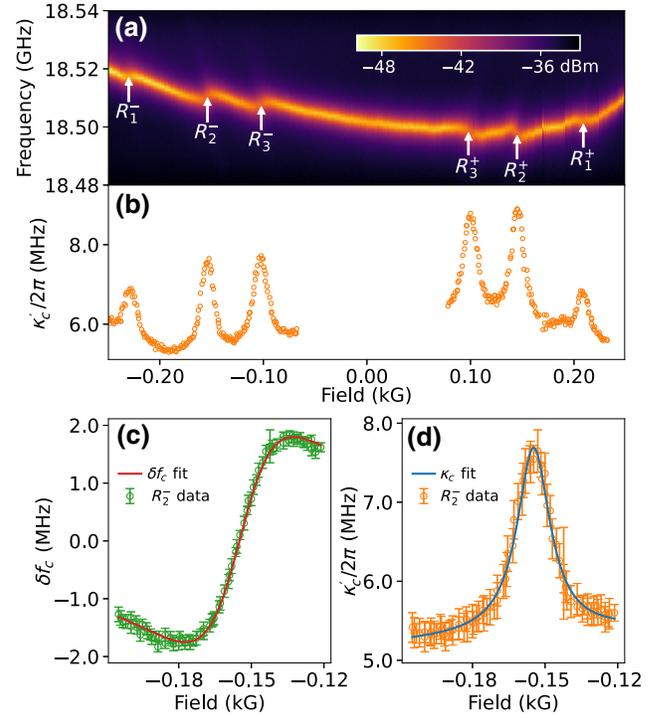 (a)
18.54
18.52
18.50
18.48
Frequency (GHz)
−48 −42 −36 dBm
R₁⁻ R₂⁻ R₃⁻ R₃⁺ R₂⁺ R₁⁺
(b)
8.0
6.0
κ′c/2π (MHz)
−0.20 −0.10 0.00 0.10 0.20
Field (kG)
(c)
2.0
1.0
0.0
−1.0
−2.0
δfc (MHz)
δfc fit
R₂⁻ data
−0.18 −0.15 −0.12
Field (kG)
(d)
8.0
7.0
6.0
5.0
κ′c/2π (MHz)
κc fit
R₂⁻ data
−0.18 −0.15 −0.12
Field (kG)